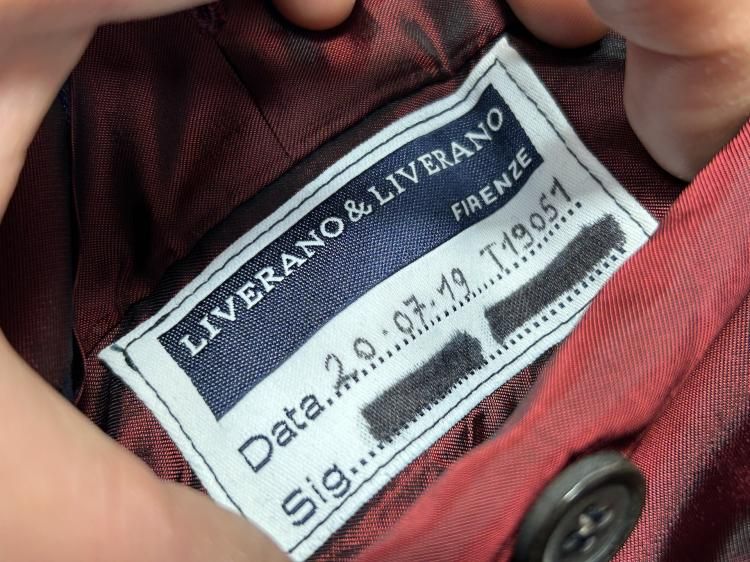 LIVERANO & LIVERANO
FIRENZE
Data. 20.07.19 T19051
Sig.